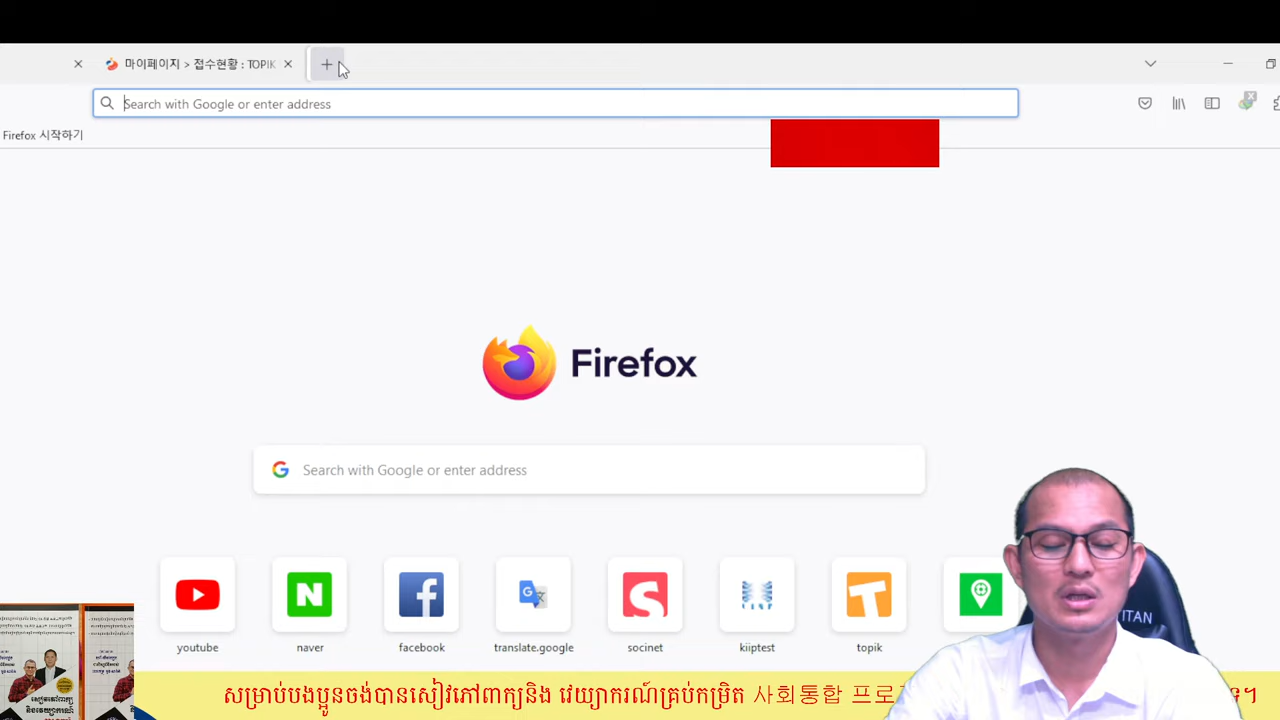 마이페이지 > 접수현황 : TOPIK
Search with Google or enter address
Firefox 시작하기
Firefox
Search with Google or enter address
youtube
naver
facebook
translate.google
socinet
kiiptest
topik
TITAN
សម្រាប់បងប្អូនចង់បានសៀវភៅពាក្យនិង វេយ្យាករណ៍គ្រប់កម្រិត 사회통합 프로